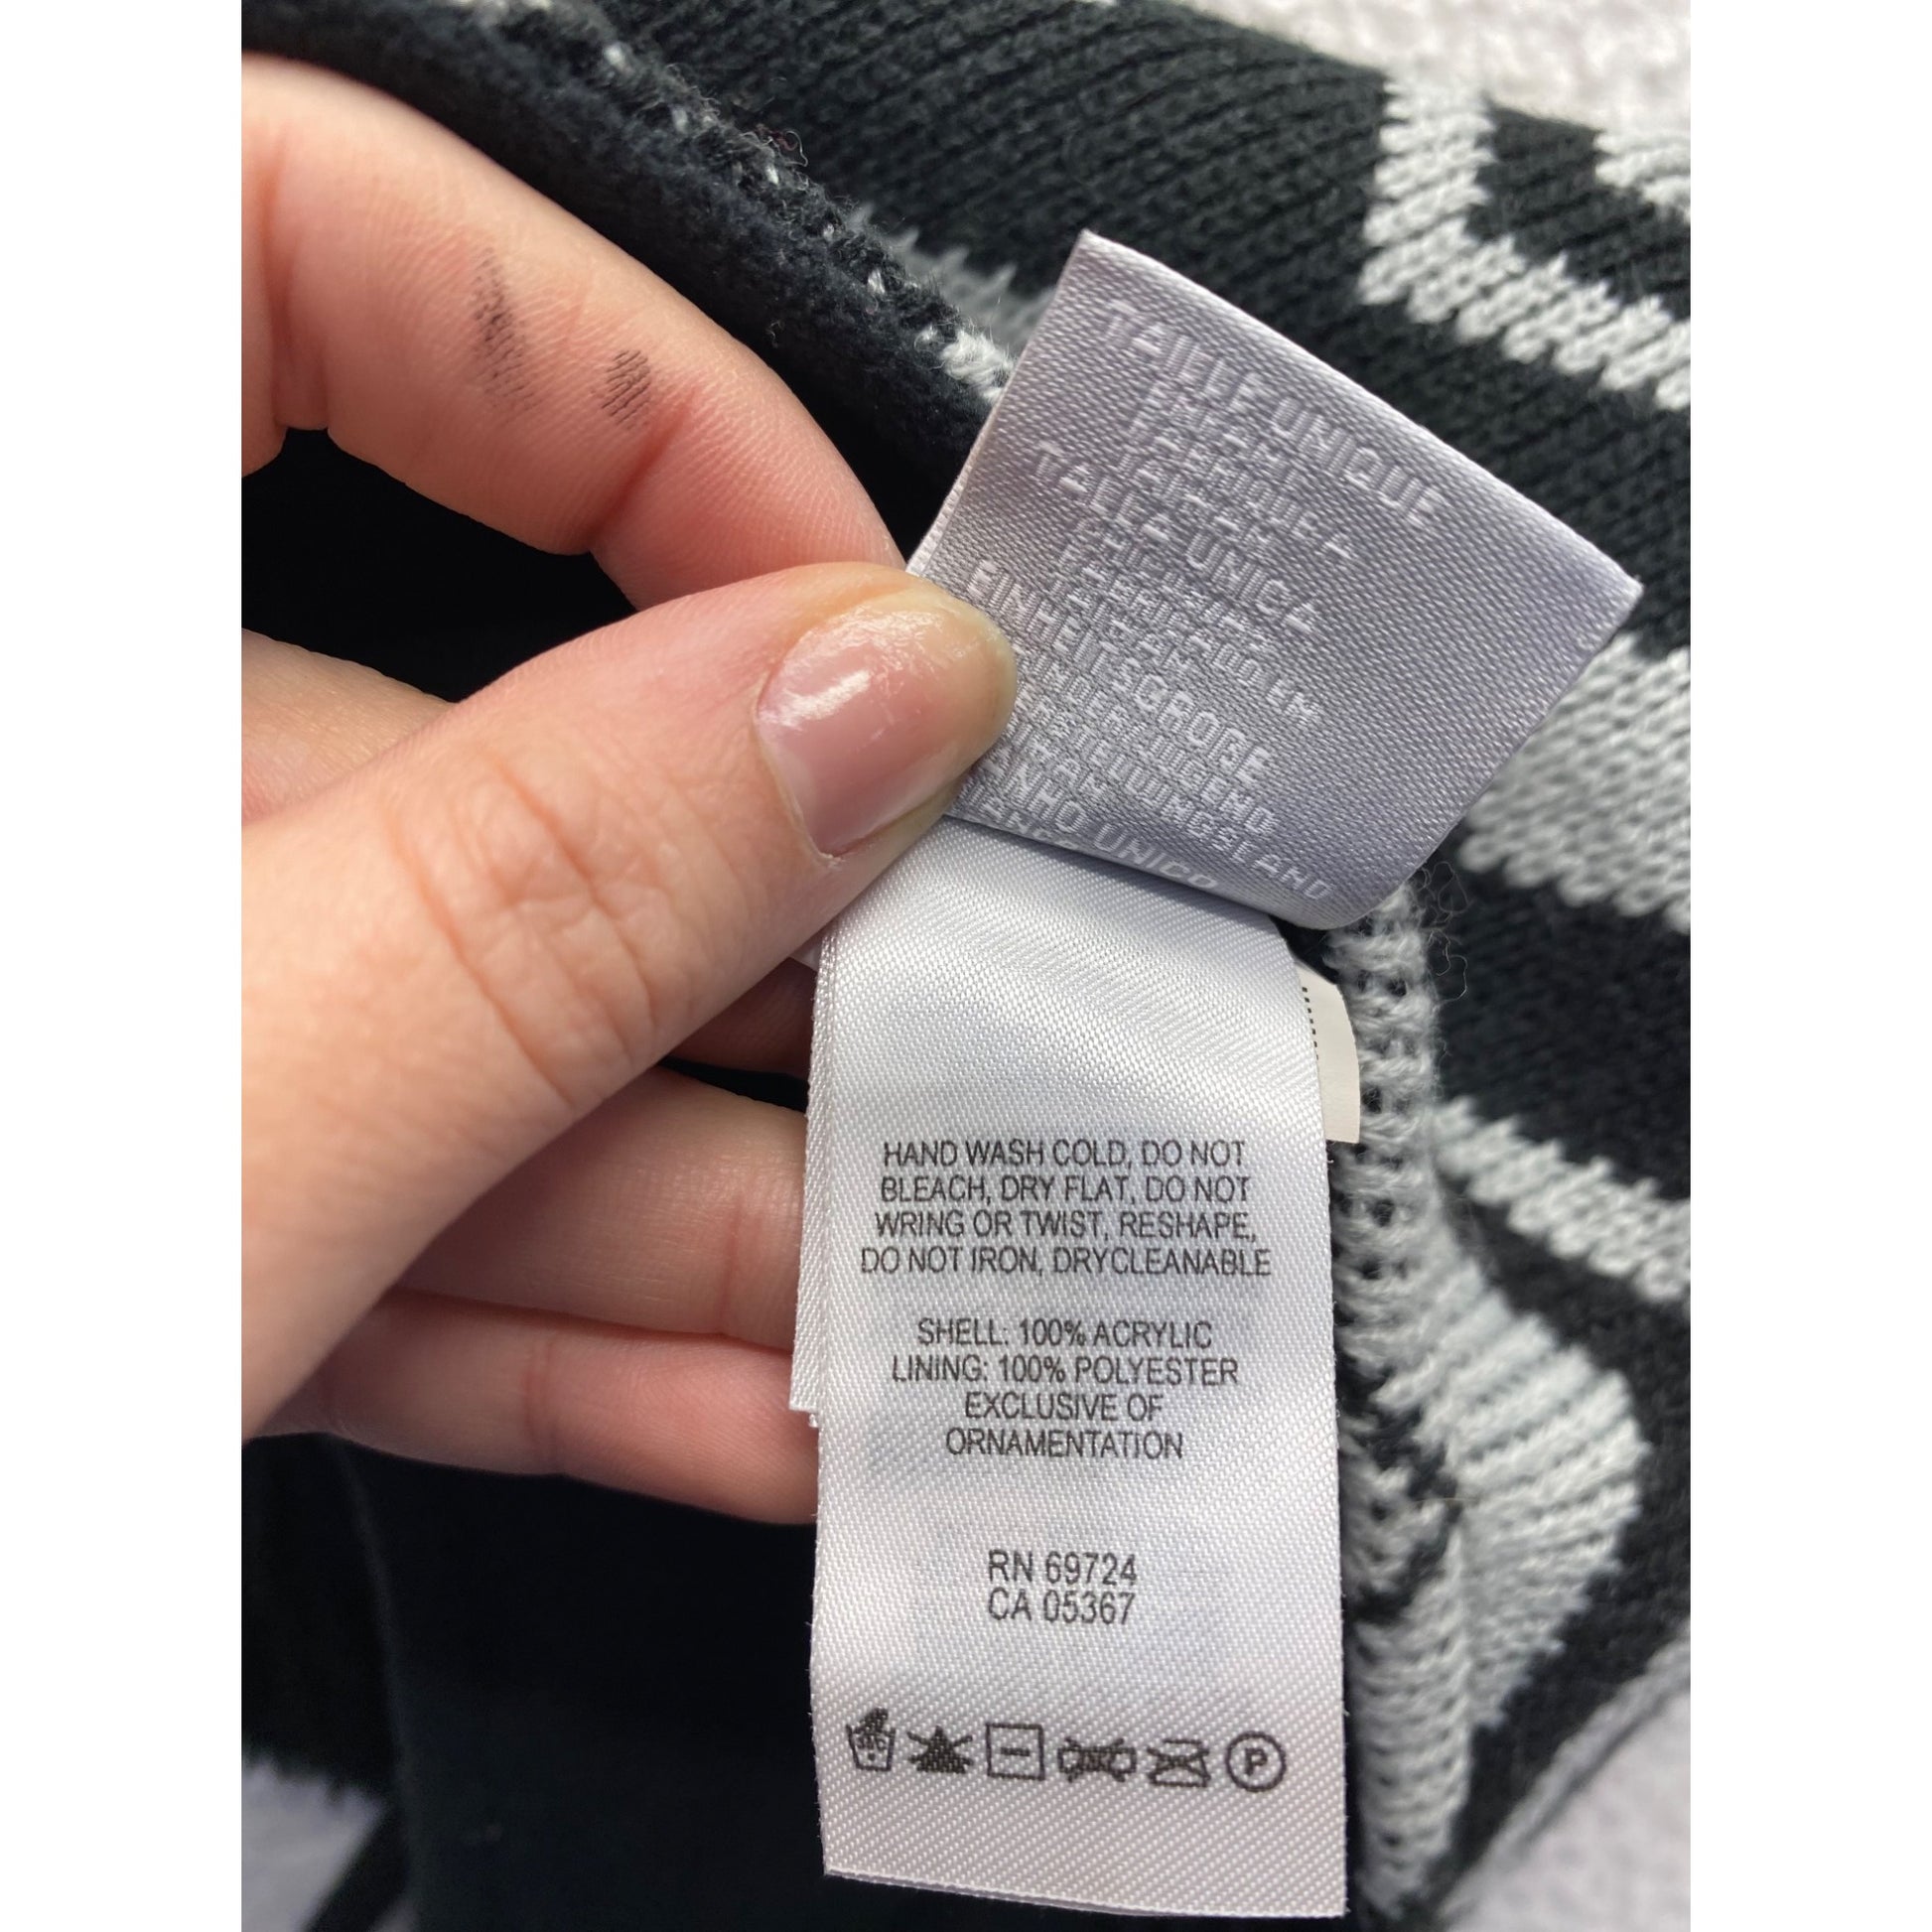 TAILLE UNIQUE
TALLA UNICA
EINHEITSGROBE
UNICO
HAND WASH COLD, DO NOT
BLEACH, DRY FLAT, DO NOT
WRING OR TWIST, RESHAPE,
DO NOT IRON, DRYCLEANABLE
SHELL: 100% ACRYLIC
LINING: 100% POLYESTER
EXCLUSIVE OF
ORNAMENTATION
RN 69724
CA 05367
P